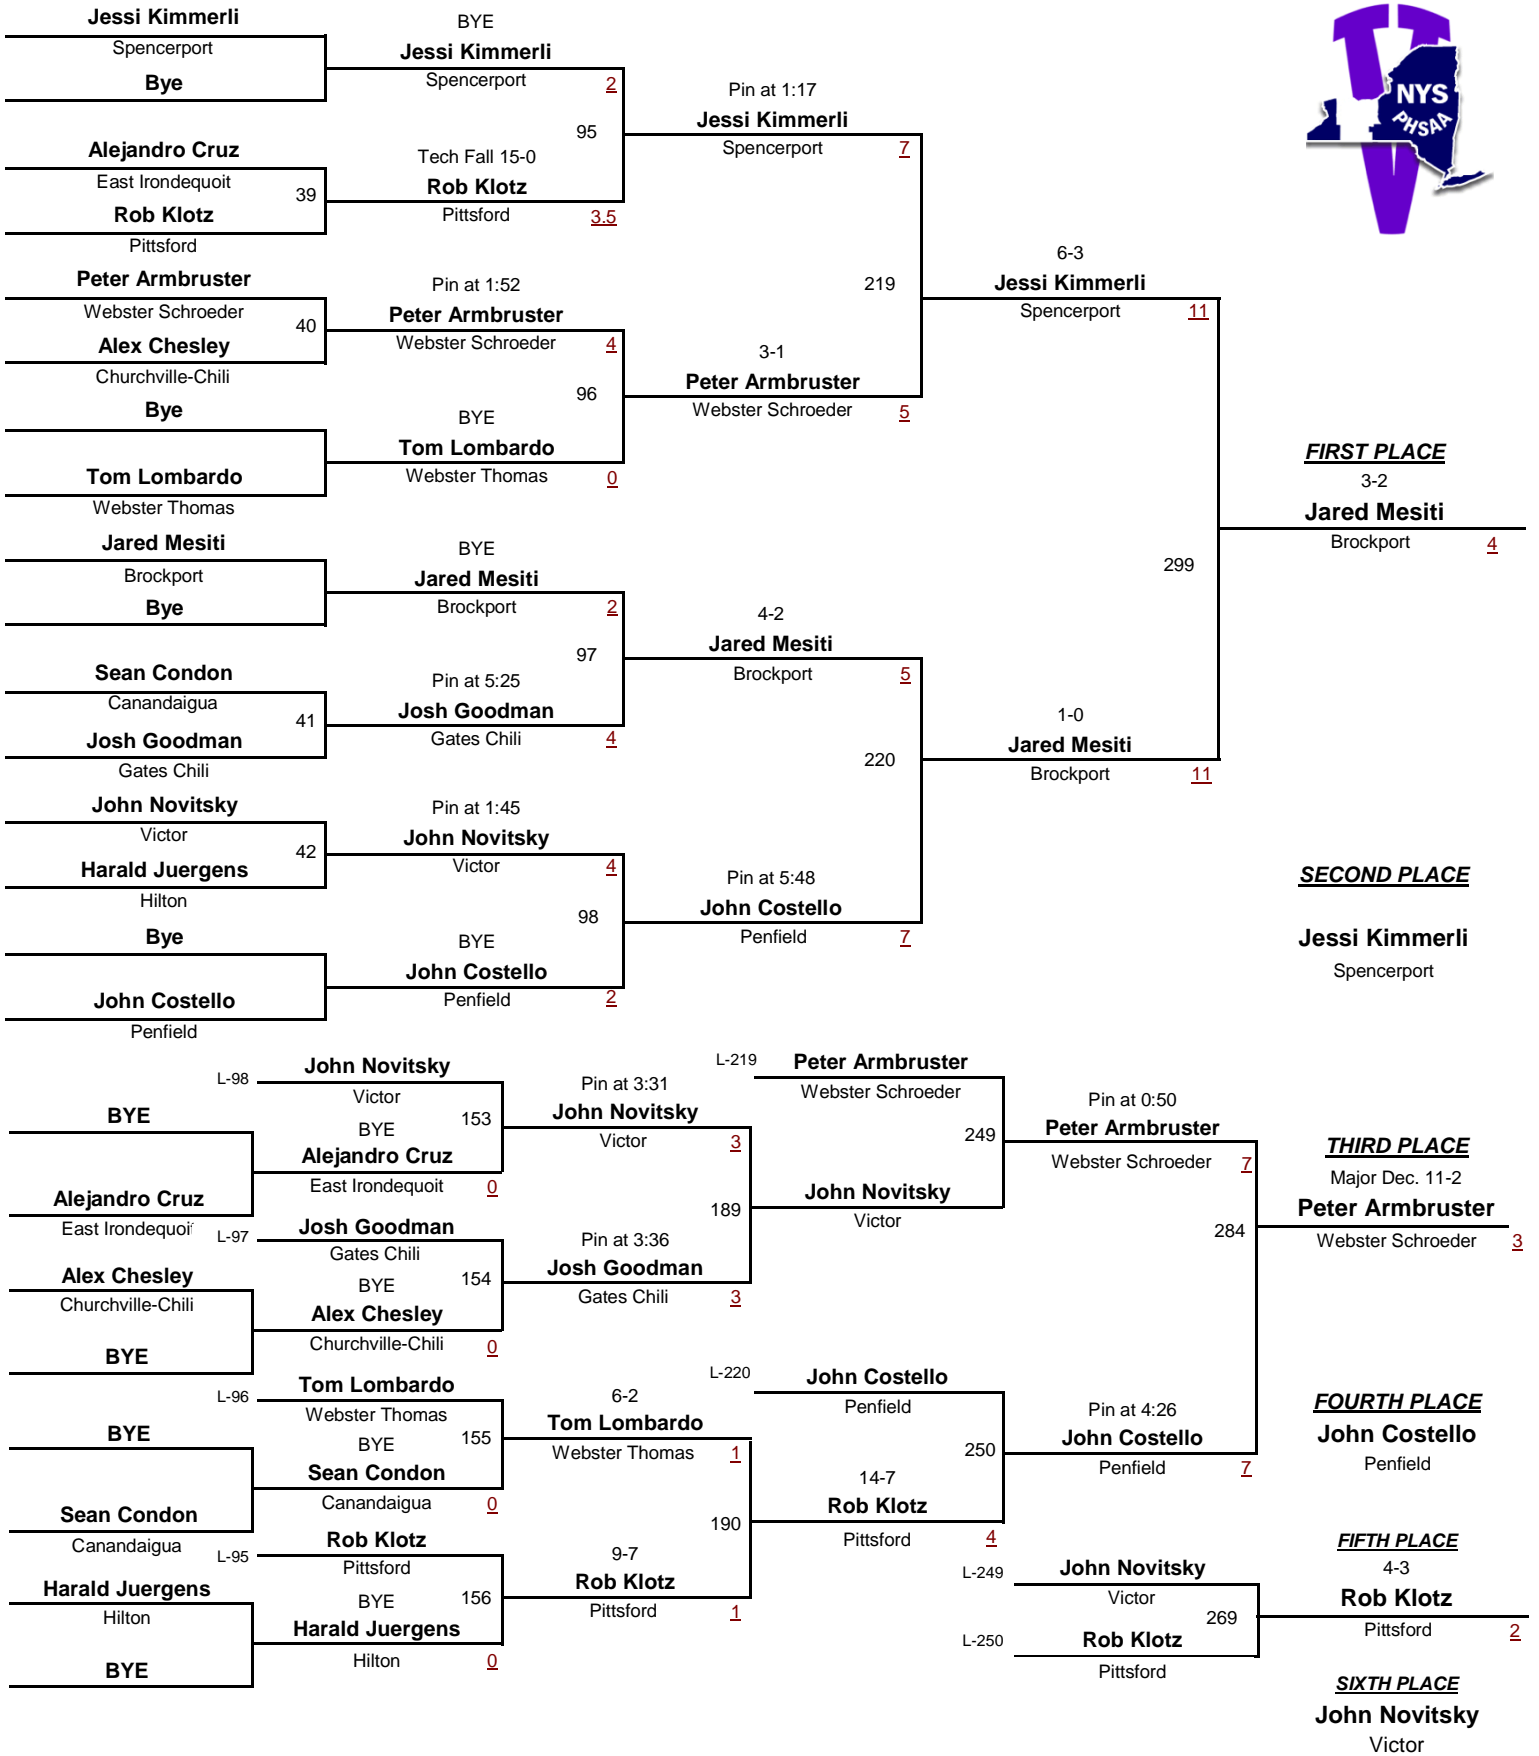 Jessi Kimmerli
Spencerport
Bye
Alejandro Cruz
East Irondequoit
39
Rob Klotz
Pittsford
Peter Armbruster
Webster Schroeder
40
Alex Chesley
Churchville-Chili
Bye
Tom Lombardo
Webster Thomas
Jared Mesiti
Brockport
Bye
Sean Condon
Canandaigua
41
Josh Goodman
Gates Chili
John Novitsky
Victor
42
Harald Juergens
Hilton
Bye
John Costello
Penfield
BYE
Jessi Kimmerli
Spencerport 2
95
Tech Fall 15-0
Rob Klotz
Pittsford 3.5
Pin at 1:52
Peter Armbruster
Webster Schroeder 4
96
BYE
Tom Lombardo
Webster Thomas 0
BYE
Jared Mesiti
Brockport 2
97
Pin at 5:25
Josh Goodman
Gates Chili 4
Pin at 1:45
John Novitsky
Victor 4
98
BYE
John Costello
Penfield 2
Pin at 1:17
Jessi Kimmerli
Spencerport 7
219
3-1
Peter Armbruster
Webster Schroeder 5
4-2
Jared Mesiti
Brockport 5
220
Pin at 5:48
John Costello
Penfield 7
6-3
Jessi Kimmerli
Spencerport 11
299
1-0
Jared Mesiti
Brockport 11
NYS
PHSAA
FIRST PLACE
3-2
Jared Mesiti
Brockport 4
SECOND PLACE
Jessi Kimmerli
Spencerport
BYE
Alejandro Cruz
East Irondequoit
Alex Chesley
Churchville-Chili
BYE
BYE
Sean Condon
Canandaigua
Harald Juergens
Hilton
BYE
L-98
John Novitsky
Victor
153
BYE
Alejandro Cruz
East Irondequoit 0
L-97
Josh Goodman
Gates Chili
154
BYE
Alex Chesley
Churchville-Chili 0
L-96
Tom Lombardo
Webster Thomas
155
BYE
Sean Condon
Canandaigua 0
L-95
Rob Klotz
Pittsford
156
BYE
Harald Juergens
Hilton 0
Pin at 3:31
John Novitsky
Victor 3
189
Pin at 3:36
Josh Goodman
Gates Chili 3
6-2
Tom Lombardo
Webster Thomas 1
190
9-7
Rob Klotz
Pittsford 1
L-219
Peter Armbruster
Webster Schroeder
249
John Novitsky
Victor
L-220
John Costello
Penfield
250
14-7
Rob Klotz
Pittsford 4
Pin at 0:50
Peter Armbruster
Webster Schroeder 7
284
Pin at 4:26
John Costello
Penfield 7
L-249
John Novitsky
Victor
269
L-250
Rob Klotz
Pittsford
THIRD PLACE
Major Dec. 11-2
Peter Armbruster
Webster Schroeder 3
FOURTH PLACE
John Costello
Penfield
FIFTH PLACE
4-3
Rob Klotz
Pittsford 2
SIXTH PLACE
John Novitsky
Victor